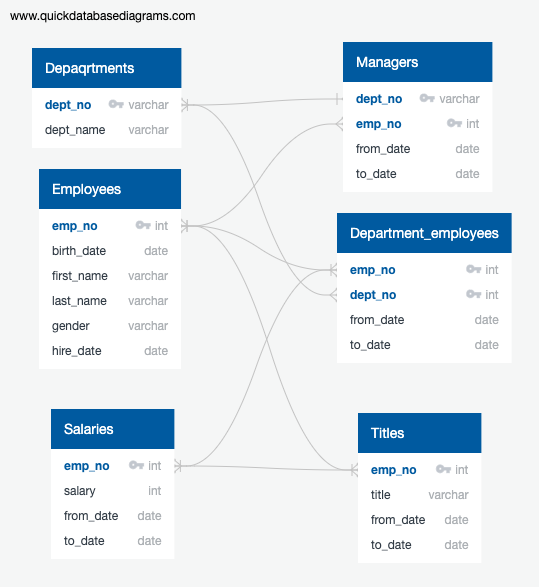 www.quickdatabasediagrams.com
Depaqrtments
dept_no varchar
dept_name varchar
Managers
dept_no varchar
emp_no int
from_date date
to_date date
Employees
emp_no int
birth_date date
first_name varchar
last_name varchar
gender varchar
hire_date date
Department_employees
emp_no int
dept_no int
from_date date
to_date date
Salaries
emp_no int
salary int
from_date date
to_date date
Titles
emp_no int
title varchar
from_date date
to_date date